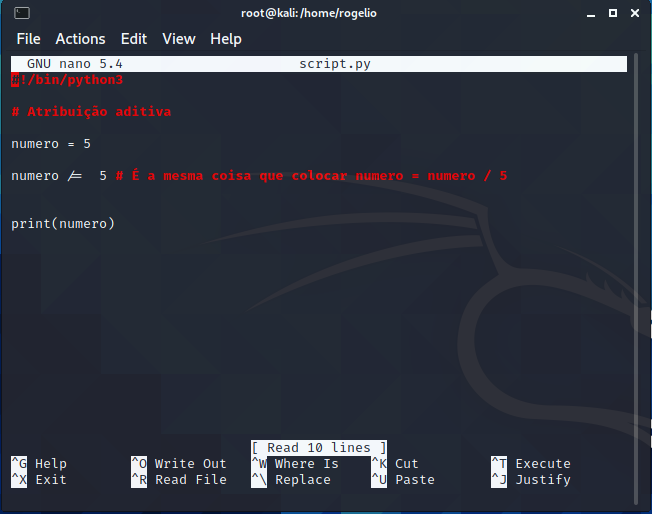 root@kali:/home/rogelio
File Actions Edit View Help
GNU nano 5.4 script.py
#!/bin/python3
# Atribuição aditiva
numero = 5
numero /= 5 # É a mesma coisa que colocar numero = numero / 5
print(numero)
[ Read 10 lines ]
^G Help ^O Write Out ^W Where Is ^K Cut ^T Execute
^X Exit ^R Read File ^\ Replace ^U Paste ^J Justify